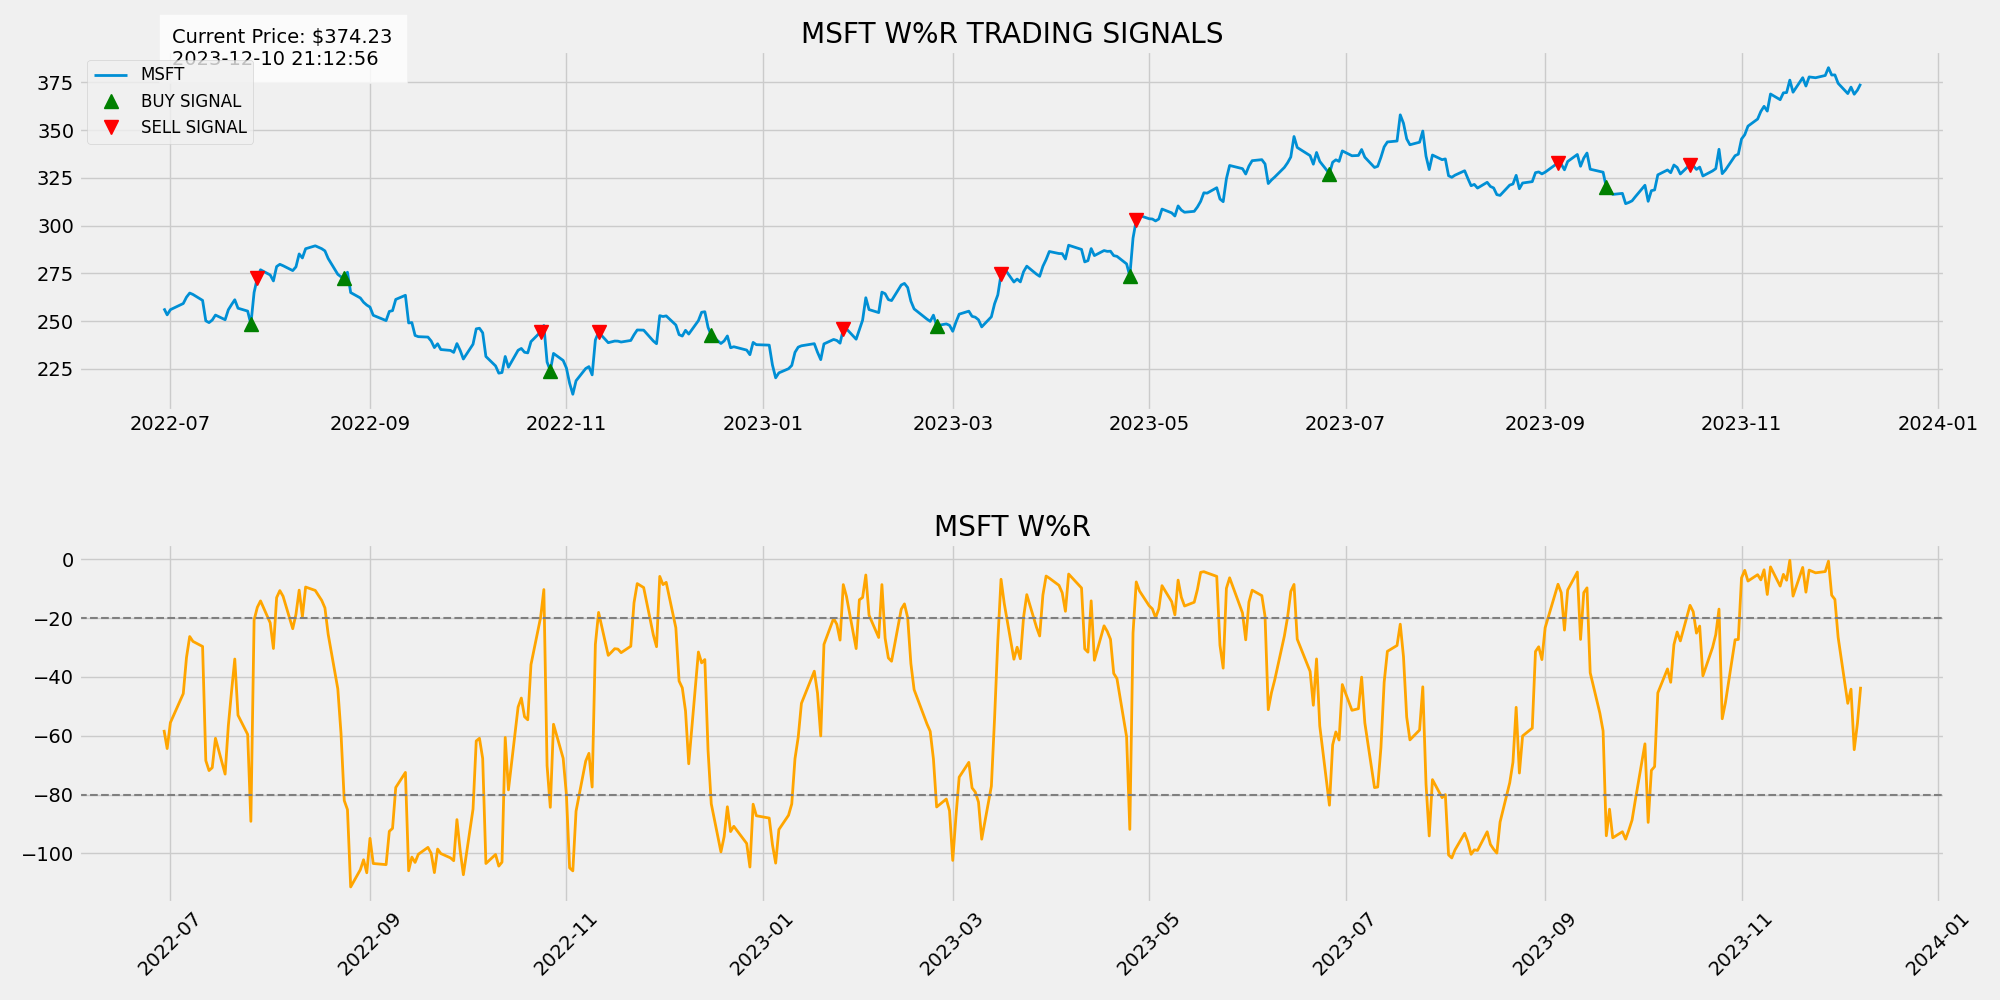 MSFT W%R TRADING SIGNALS
Current Price: $374.23
2023-12-10 21:12:56
MSFT
BUY SIGNAL
SELL SIGNAL
375
350
325
300
275
250
225
2022-07 2022-09 2022-11 2023-01 2023-03 2023-05 2023-07 2023-09 2023-11 2024-01
MSFT W%R
0
−20
−40
−60
−80
−100
2022-07 2022-09 2022-11 2023-01 2023-03 2023-05 2023-07 2023-09 2023-11 2024-01